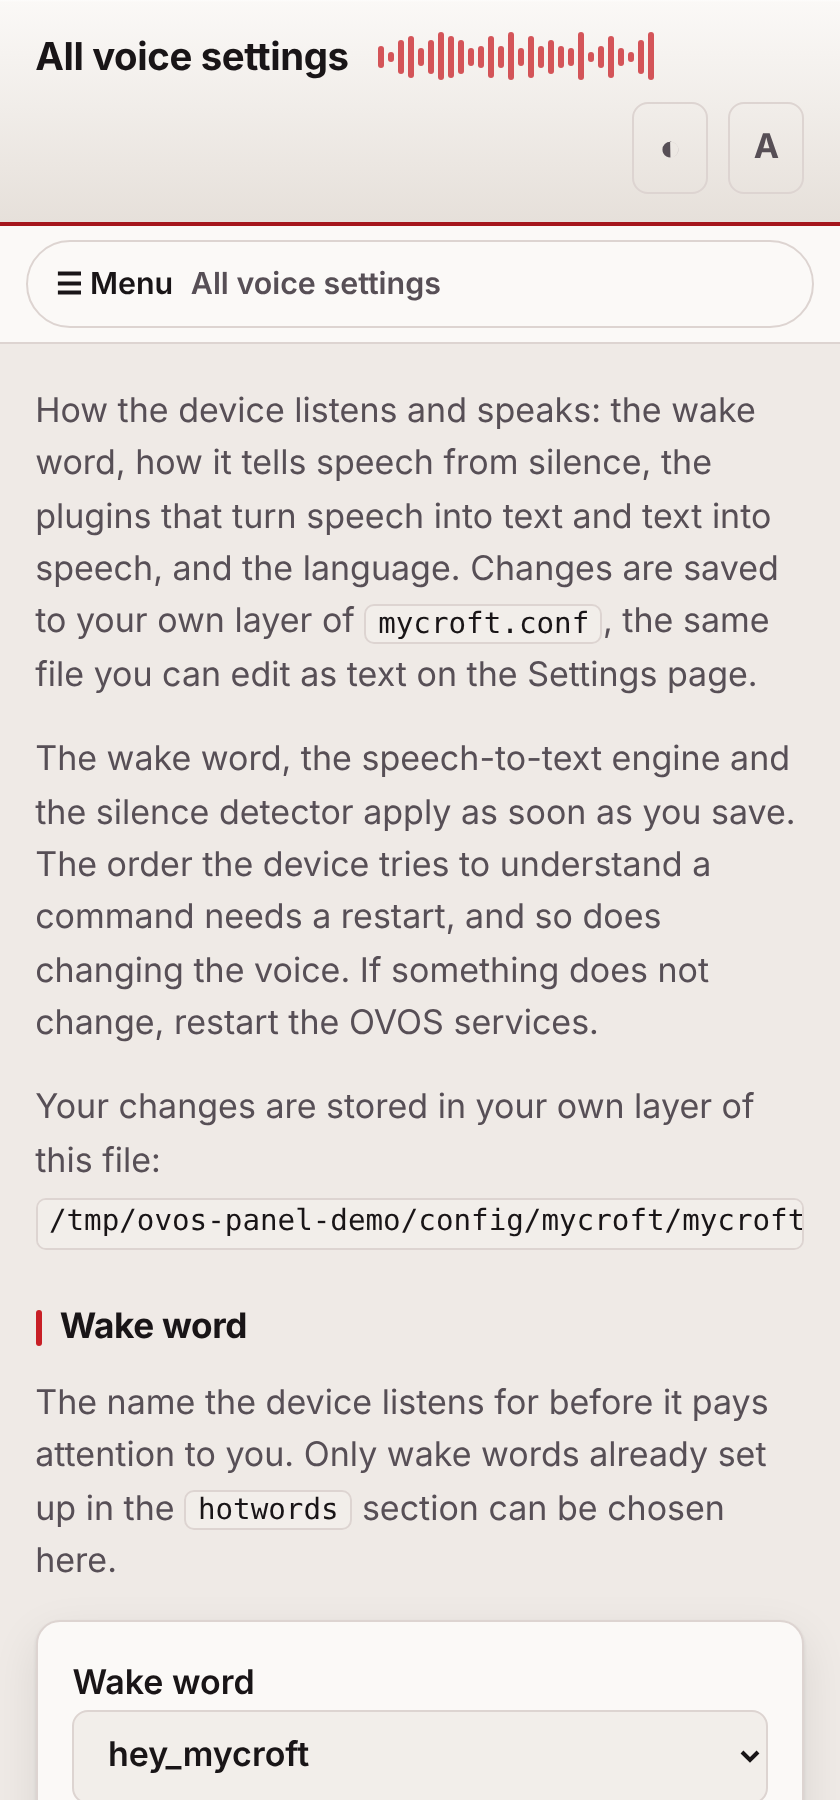 All voice settings
A
☰ Menu All voice settings
How the device listens and speaks: the wake
word, how it tells speech from silence, the
plugins that turn speech into text and text into
speech, and the language. Changes are saved
to your own layer of mycroft.conf, the same
file you can edit as text on the Settings page.
The wake word, the speech-to-text engine and
the silence detector apply as soon as you save.
The order the device tries to understand a
command needs a restart, and so does
changing the voice. If something does not
change, restart the OVOS services.
Your changes are stored in your own layer of
this file:
/tmp/ovos-panel-demo/config/mycroft/mycroft
Wake word
The name the device listens for before it pays
attention to you. Only wake words already set
up in the hotwords section can be chosen
here.
Wake word
hey_mycroft